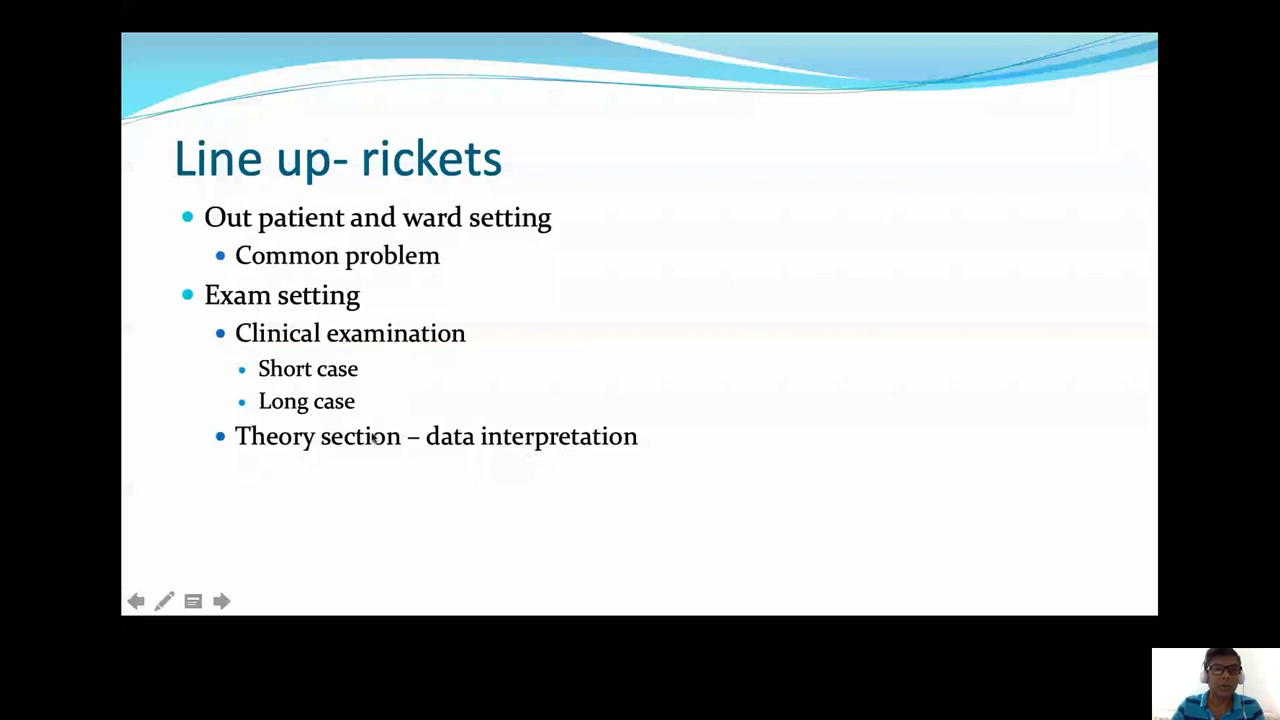 Line up- rickets
Out patient and ward setting
Common problem
Exam setting
Clinical examination
Short case
Long case
Theory section – data interpretation